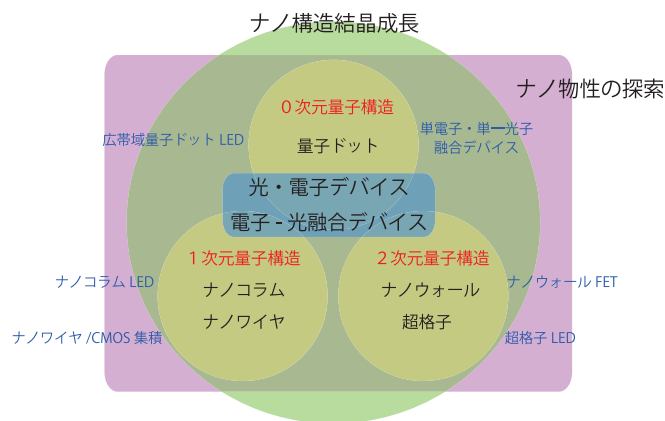 ナノ構造結晶成長
ナノ物性の探索
0次元量子構造
量子ドット
広帯域量子ドット LED
単電子・単一光子
融合デバイス
光・電子デバイス
電子 - 光融合デバイス
1次元量子構造
ナノコラム
ナノワイヤ
2次元量子構造
ナノウォール
超格子
ナノコラム LED
ナノワイヤ /CMOS 集積
ナノウォール FET
超格子 LED